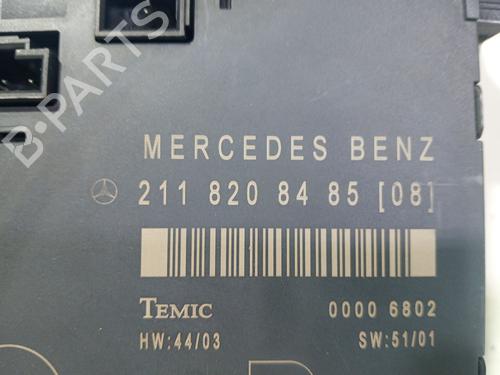 B-PARTS
MERCEDES BENZ
211 820 84 85 [08]
TEMIC 0000 6802
HW:44/03 SW:51/01